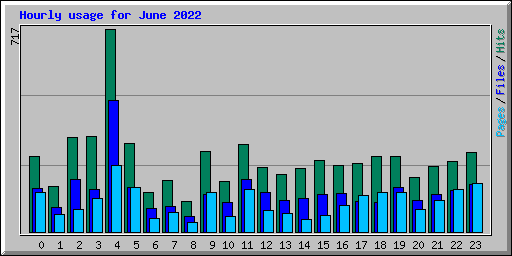 Hourly usage for June 2022
717
Pages / Files / Hits
0 1 2 3 4 5 6 7 8 9 10 11 12 13 14 15 16 17 18 19 20 21 22 23